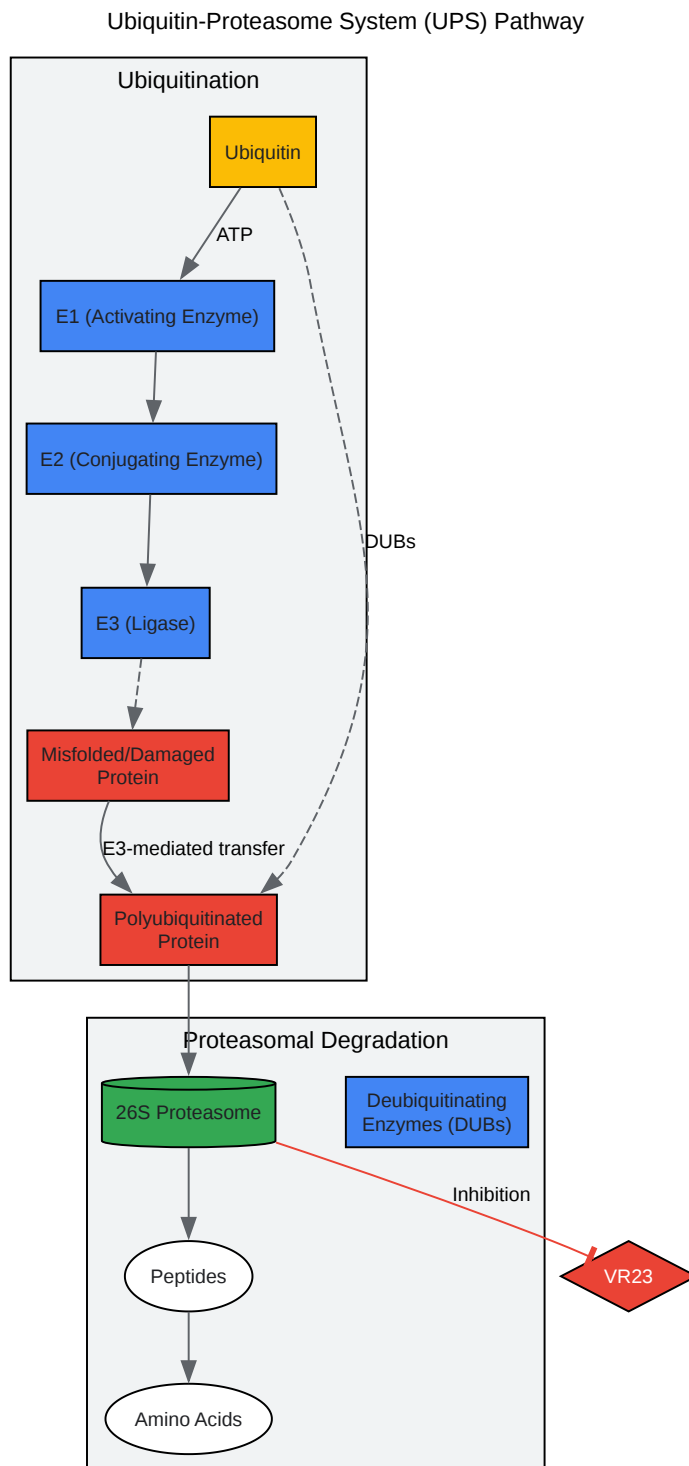 Ubiquitin-Proteasome System (UPS) Pathway
Ubiquitination
Ubiquitin
ATP
E1 (Activating Enzyme)
E2 (Conjugating Enzyme)
DUBs
E3 (Ligase)
Misfolded/Damaged
Protein
E3-mediated transfer
Polyubiquitinated
Protein
Proteasomal Degradation
26S Proteasome
Deubiquitinating
Enzymes (DUBs)
Inhibition
Peptides
VR23
Amino Acids